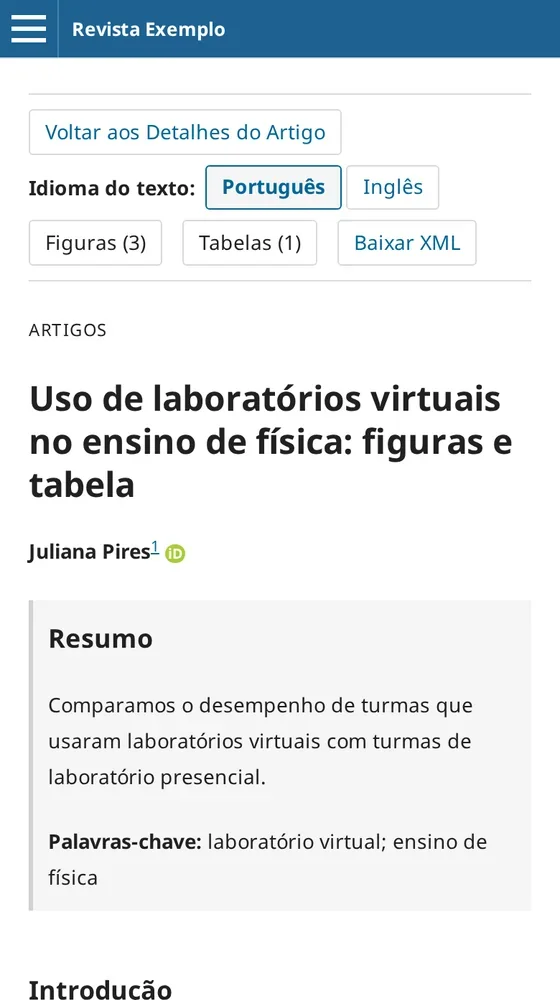 Revista Exemplo
Voltar aos Detalhes do Artigo
Idioma do texto: Português Inglês
Figuras (3) Tabelas (1) Baixar XML
ARTIGOS
Uso de laboratórios virtuais
no ensino de física: figuras e
tabela
Juliana Pires1 iD
Resumo
Comparamos o desempenho de turmas que
usaram laboratórios virtuais com turmas de
laboratório presencial.
Palavras-chave: laboratório virtual; ensino de
física
Introdução